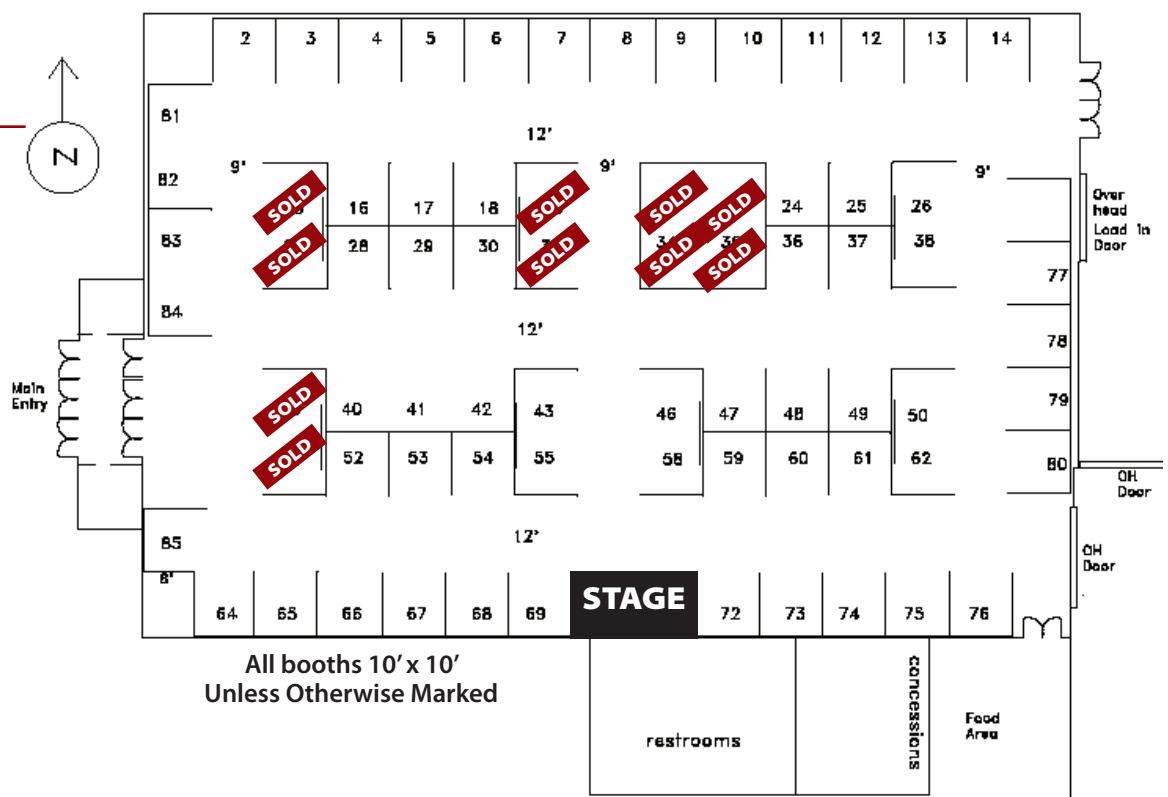 2 3 4 5 6 7 8 9 10 11 12 13 14
81
N
12'
9' 9' 9'
82
SOLD SOLD SOLD SOLD
16 17 18 24 25 26
Over
head
Load In
Door
83
SOLD SOLD SOLD SOLD
28 29 30 36 37 38
77
84
12'
78
Main
Entry
SOLD
40 41 42 43 46 47 48 49 50
79
SOLD
52 53 54 55 58 59 60 61 62
80
OH
Door
85
12'
OH
Door
6'
64 65 66 67 68 69
STAGE
72 73 74 75 76
All booths 10' x 10'
Unless Otherwise Marked
restrooms
concessions
Food
Area